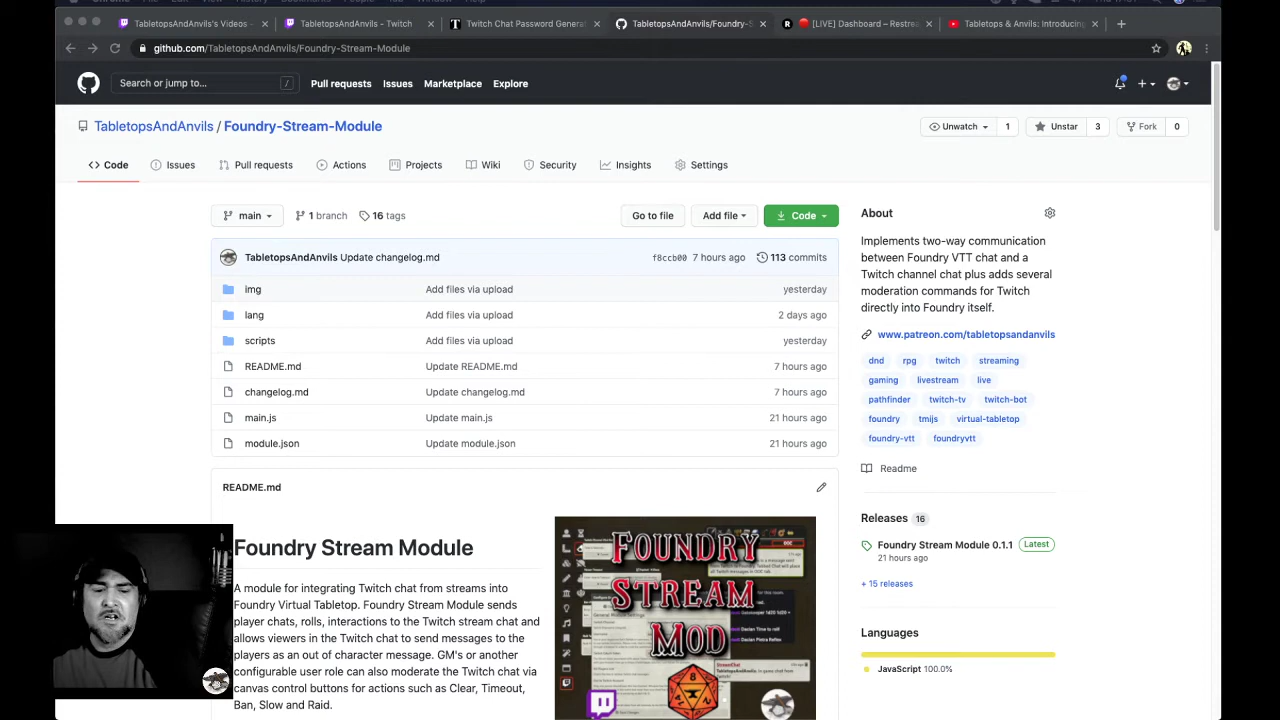 TabletopsAndAnvils's Videos -
TabletopsAndAnvils - Twitch
Twitch Chat Password Generat
TabletopsAndAnvils/Foundry-S
[LIVE] Dashboard – Restrea
Tabletops & Anvils: Introducing
github.com/TabletopsAndAnvils/Foundry-Stream-Module
Search or jump to...
/
Pull requests
Issues
Marketplace
Explore
TabletopsAndAnvils / Foundry-Stream-Module
Unwatch
1
Unstar
3
Fork
0
Code
Issues
Pull requests
Actions
Projects
Wiki
Security
Insights
Settings
main
1 branch
16 tags
Go to file
Add file
Code
TabletopsAndAnvils Update changelog.md
f8ccb00 7 hours ago
113 commits
img
Add files via upload
yesterday
lang
Add files via upload
2 days ago
scripts
Add files via upload
yesterday
README.md
Update README.md
7 hours ago
changelog.md
Update changelog.md
7 hours ago
main.js
Update main.js
21 hours ago
module.json
Update module.json
21 hours ago
README.md
Foundry Stream Module
A module for integrating Twitch chat from streams into
Foundry Virtual Tabletop. Foundry Stream Module sends
player chat, rolls, images to the Twitch stream chat and
allows viewers in the Twitch chat to send messages to the
players as an out of character message. GM's or another
configurable user can also moderate the Twitch chat via
canvas control buttons. Options such as Clear, Timeout,
Ban, Slow and Raid.
FOUNDRY
STREAM
MOD
8
About
Implements two-way communication
between Foundry VTT chat and a
Twitch channel chat plus adds several
moderation commands for Twitch
directly into Foundry itself.
www.patreon.com/tabletopsandanvils
dnd
rpg
twitch
streaming
gaming
livestream
live
pathfinder
twitch-tv
twitch-bot
foundry
tmijs
virtual-tabletop
foundry-vtt
foundryvtt
Readme
Releases 16
Foundry Stream Module 0.1.1
Latest
21 hours ago
+ 15 releases
Languages
JavaScript 100.0%